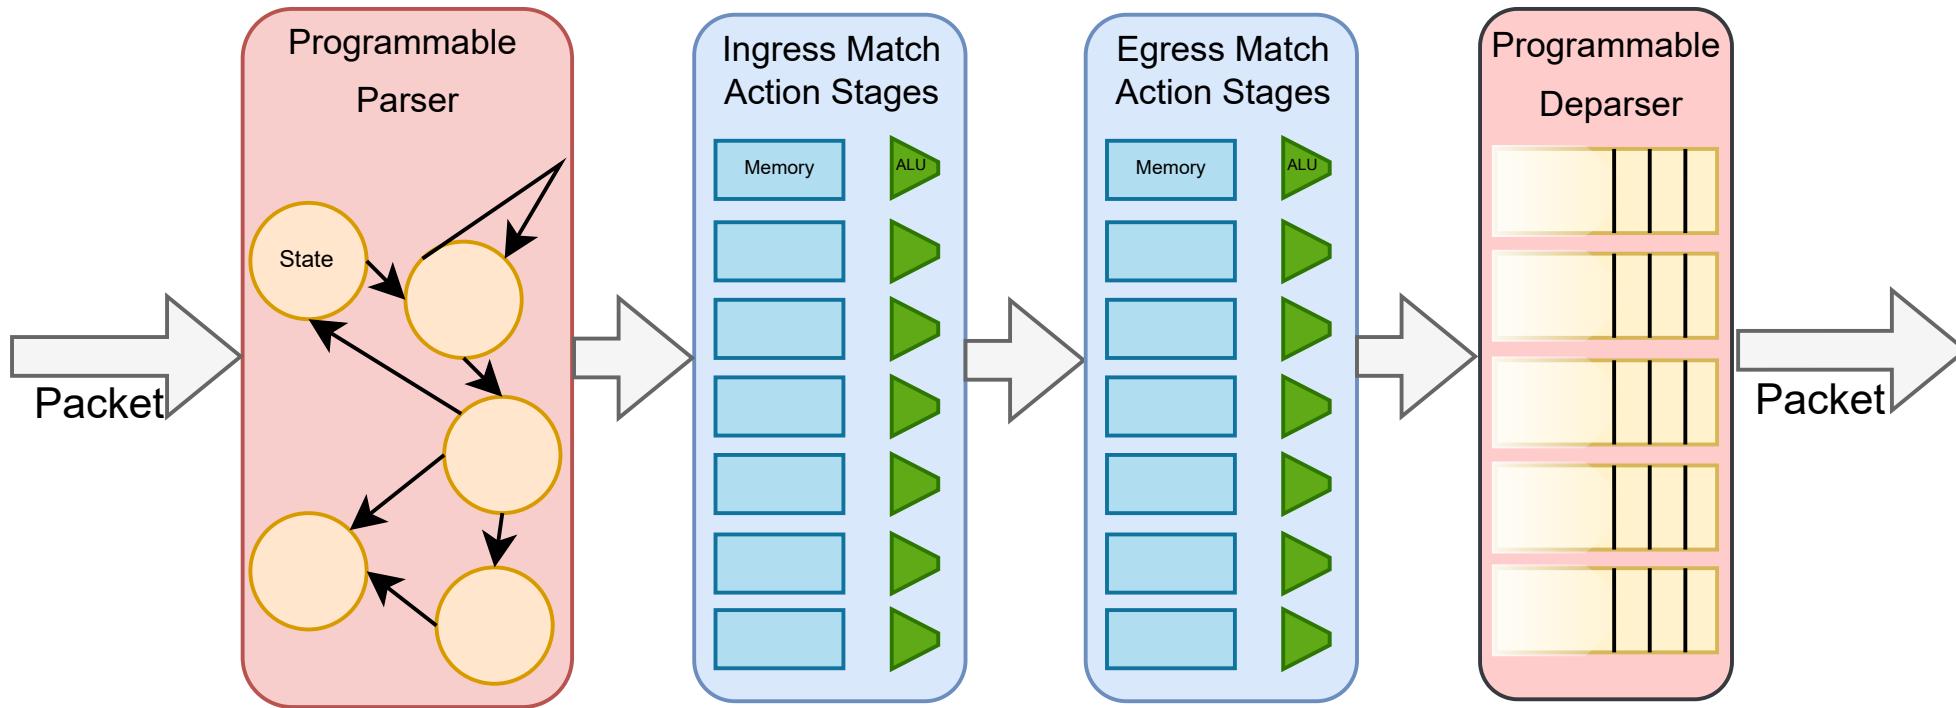 Programmable
Parser
State
Packet
Ingress Match
Action Stages
Memory
ALU
Egress Match
Action Stages
Memory
ALU
Programmable
Deparser
Packet